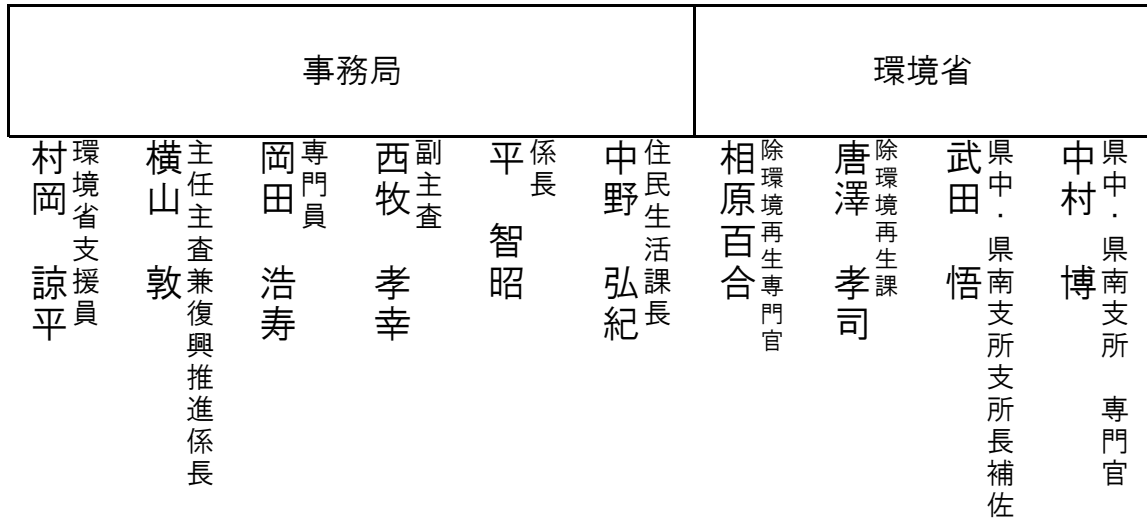 環境省
県中・県南支所 専門官
中村 博
県中・県南支所支所長補佐
武田 悟
除環境再生課
唐澤 孝司
除環境再生専門官
相原百合
事務局
住民生活課長
中野 弘紀
係長
平 智昭
副主査
西牧 孝幸
専門員
岡田 浩寿
主任主査兼復興推進係長
横山 敦
環境省支援員
村岡 諒平